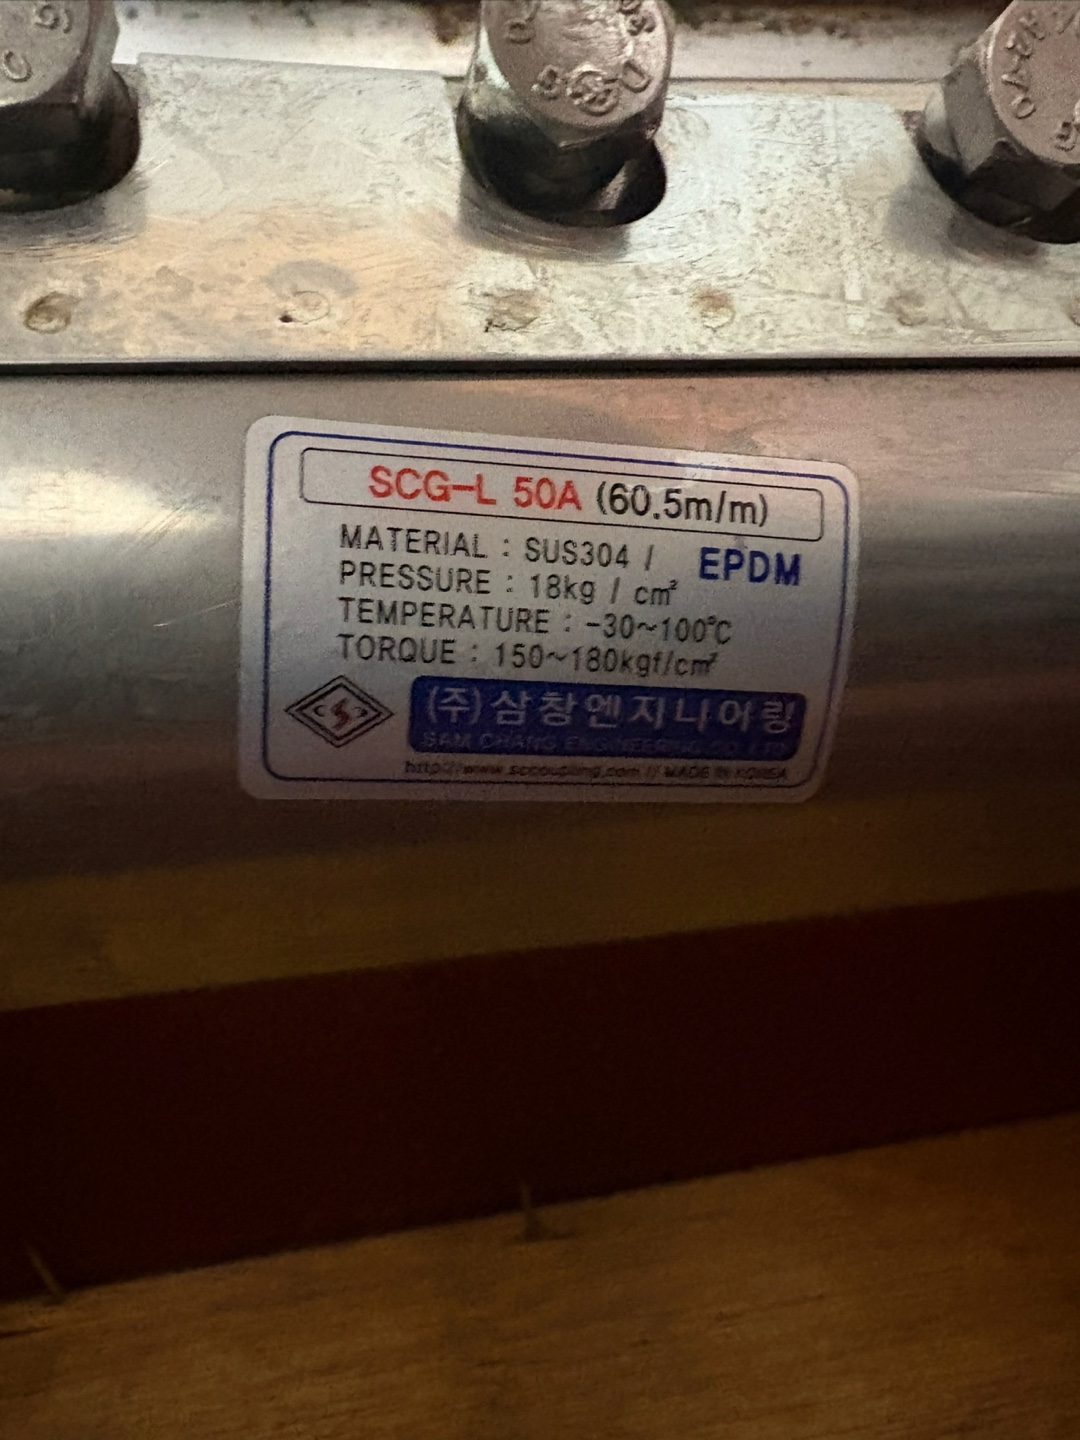 SCG-L 50A (60.5m/m)
MATERIAL : SUS304 / EPDM
PRESSURE : 18kg / cm²
TEMPERATURE : -30~100℃
TORQUE : 150~180kgf/cm²
(주)삼창엔지니어링
SAM CHANG ENGINEERING CO.,LTD
http://www.sccoupling.com // MADE IN KOREA